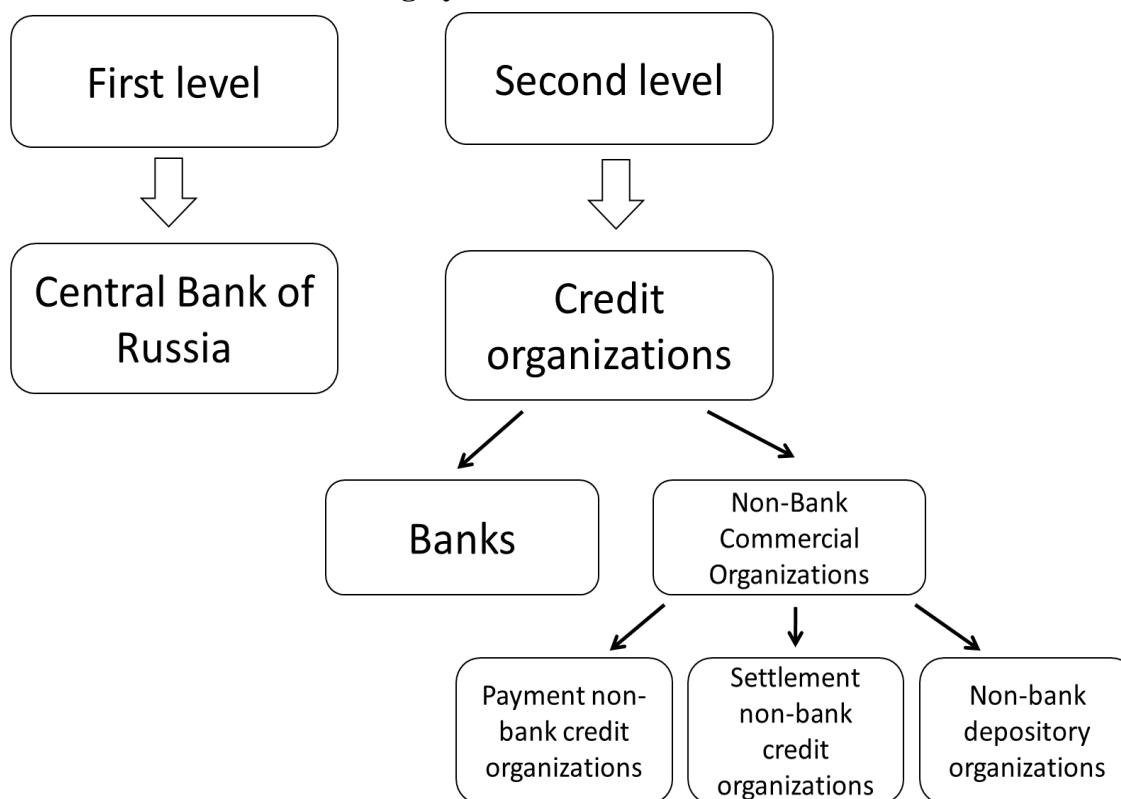 First level
Second level
Central Bank of
Russia
Credit
organizations
Banks
Non-Bank
Commercial
Organizations
Payment non-
bank credit
organizations
Settlement
non-bank
credit
organizations
Non-bank
depository
organizations